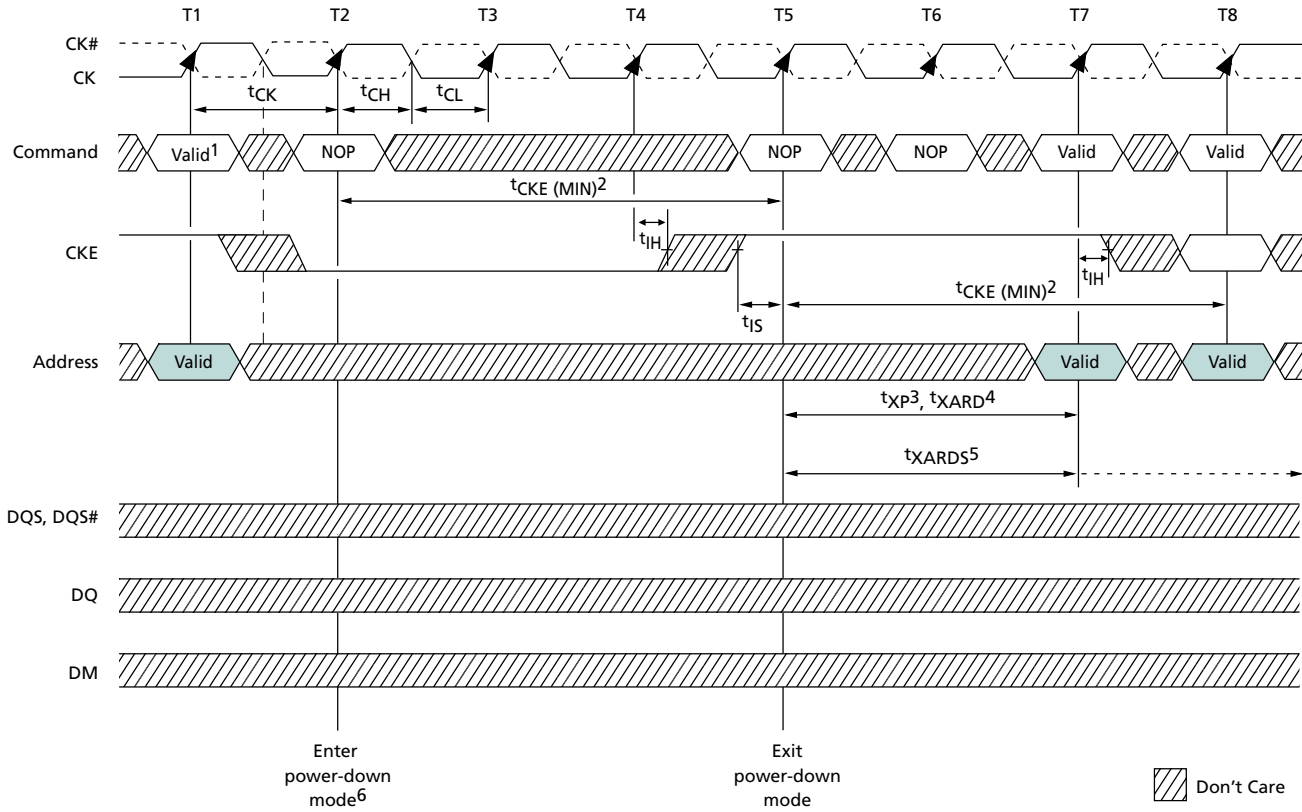 T1 T2 T3 T4 T5 T6 T7 T8
CK#
CK
tCK tCH tCL
Command Valid1 NOP NOP NOP Valid Valid
tCKE (MIN)2
tIH
CKE
tIH
tCKE (MIN)2
tIS
Address Valid Valid Valid
tXP3, tXARD4
tXARDS5
DQS, DQS#
DQ
DM
Enter
power-down
mode6
Exit
power-down
mode
Don't Care